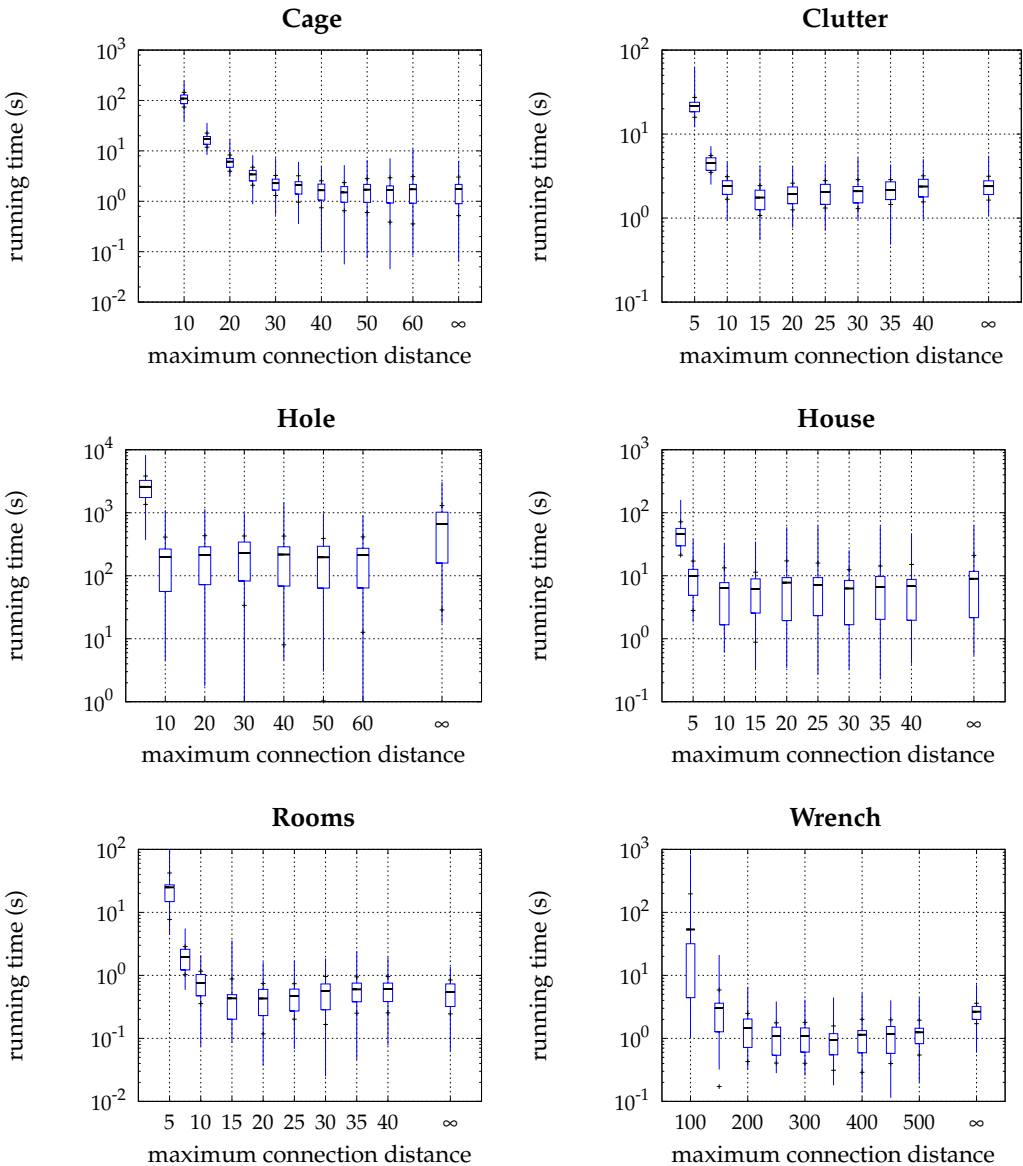 Cage
running time (s)
10^3
10^2
10^1
10^0
10^-1
10^-2
10 20 30 40 50 60 ∞
maximum connection distance
Clutter
running time (s)
10^2
10^1
10^0
10^-1
5 10 15 20 25 30 35 40 ∞
maximum connection distance
Hole
running time (s)
10^4
10^3
10^2
10^1
10^0
10 20 30 40 50 60 ∞
maximum connection distance
House
running time (s)
10^3
10^2
10^1
10^0
10^-1
5 10 15 20 25 30 35 40 ∞
maximum connection distance
Rooms
running time (s)
10^2
10^1
10^0
10^-1
10^-2
5 10 15 20 25 30 35 40 ∞
maximum connection distance
Wrench
running time (s)
10^3
10^2
10^1
10^0
10^-1
100 200 300 400 500 ∞
maximum connection distance